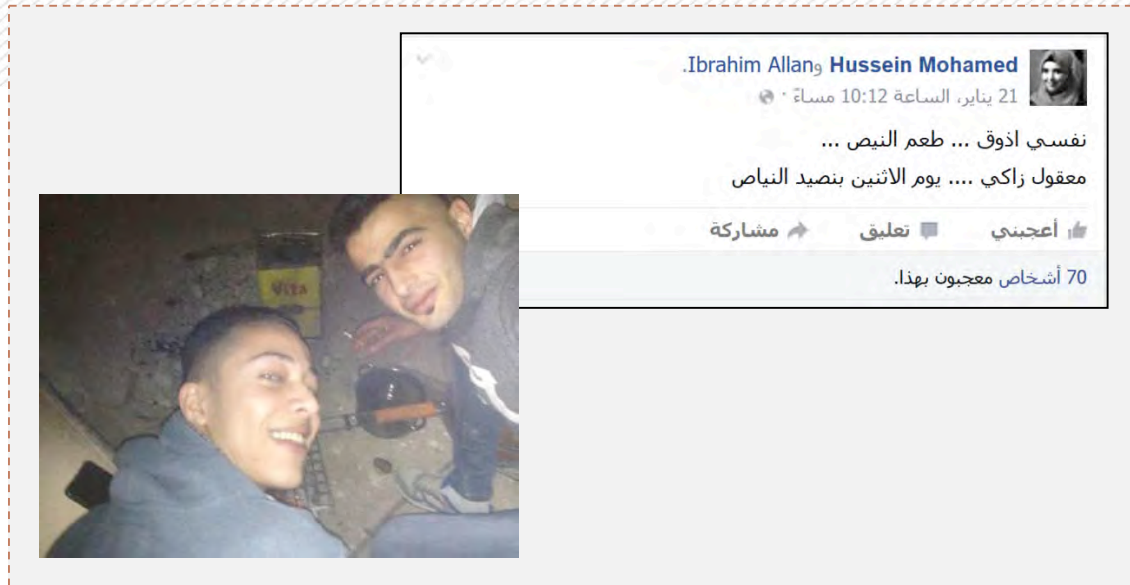 Hussein Mohamed وIbrahim Allan.
21 يناير، الساعة 10:12 مساءً ·
نفسي اذوق ... طعم النيص ...
معقول زاكي .... يوم الاثنين بنصيد النياص
أعجبني تعليق مشاركة
70 أشخاص معجبون بهذا.
Vita